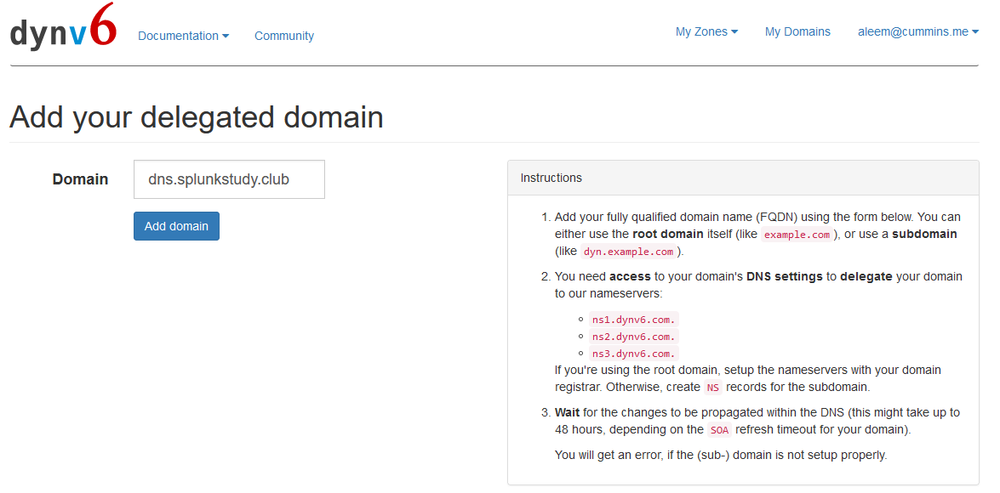 dynv6
Documentation
Community
My Zones
My Domains
aleem@cummins.me
Add your delegated domain
Domain
dns.splunkstudy.club
Add domain
Instructions
1. Add your fully qualified domain name (FQDN) using the form below. You can
either use the root domain itself (like example.com ), or use a subdomain
(like dyn.example.com ).
2. You need access to your domain's DNS settings to delegate your domain
to our nameservers:
ns1.dynv6.com.
ns2.dynv6.com.
ns3.dynv6.com.
If you're using the root domain, setup the nameservers with your domain
registrar. Otherwise, create NS records for the subdomain.
3. Wait for the changes to be propagated within the DNS (this might take up to
48 hours, depending on the SOA refresh timeout for your domain).
You will get an error, if the (sub-) domain is not setup properly.